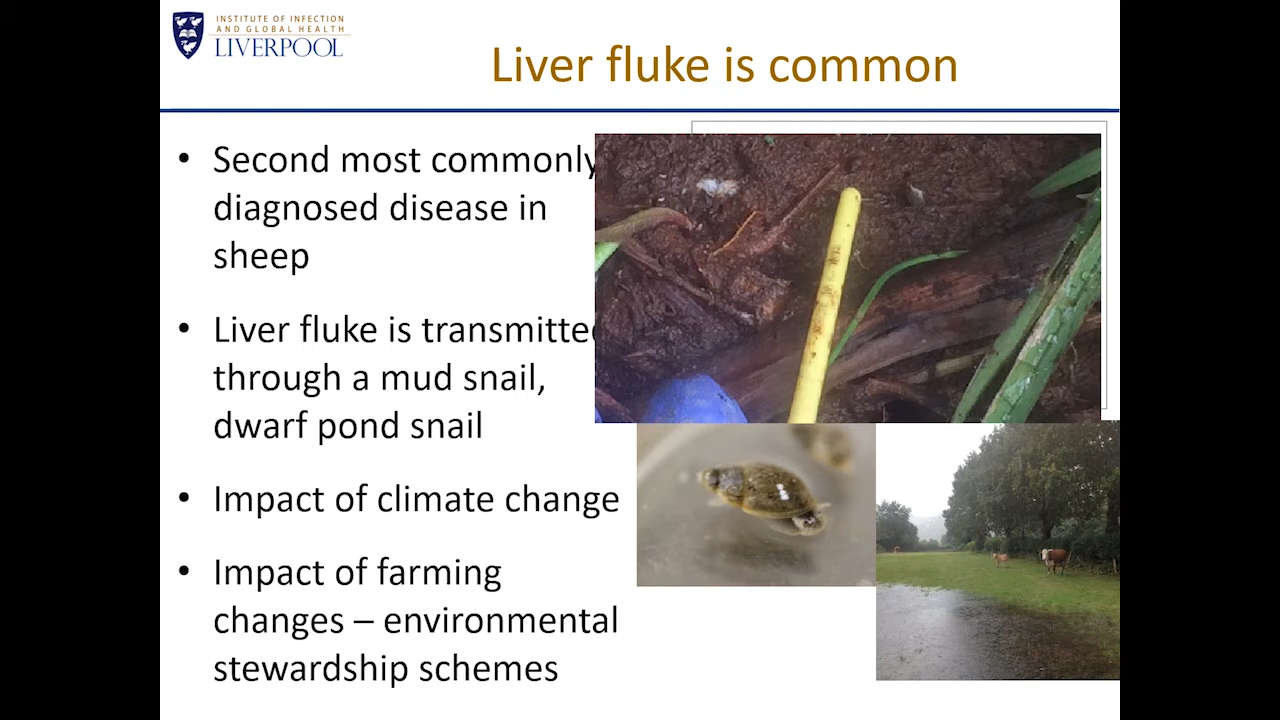 INSTITUTE OF INFECTION
AND GLOBAL HEALTH
LIVERPOOL
Liver fluke is common
• Second most commonly
diagnosed disease in
sheep
• Liver fluke is transmitted
through a mud snail,
dwarf pond snail
• Impact of climate change
• Impact of farming
changes – environmental
stewardship schemes